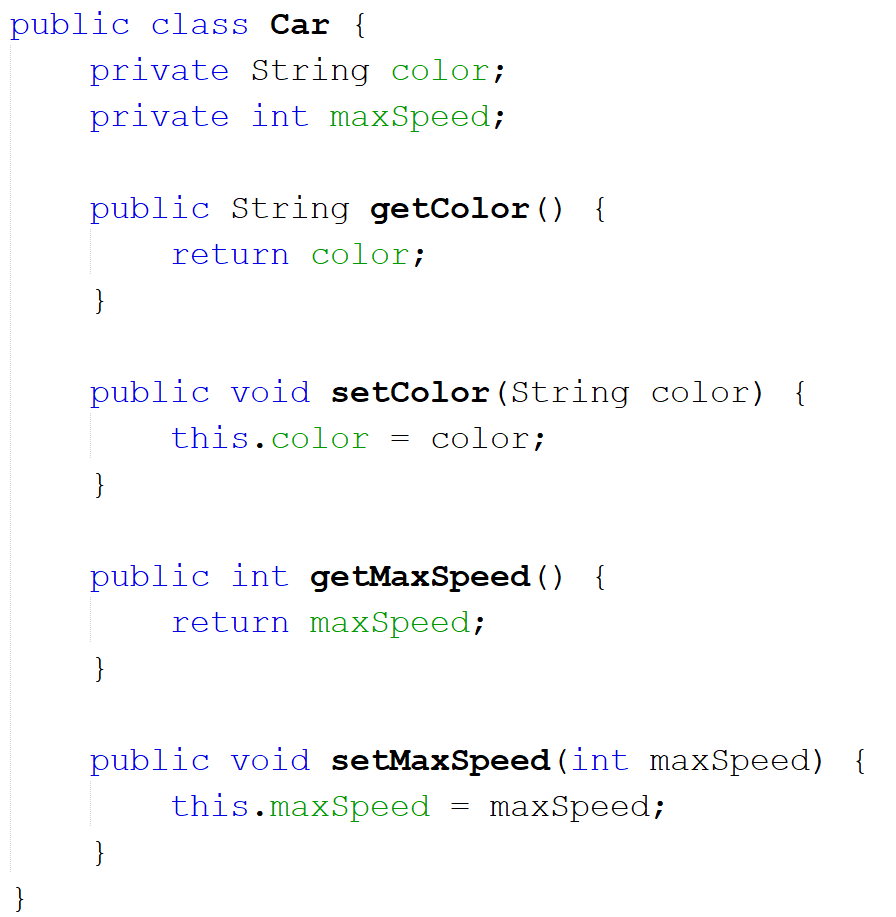 public class Car {
    private String color;
    private int maxSpeed;

    public String getColor() {
        return color;
    }

    public void setColor(String color) {
        this.color = color;
    }

    public int getMaxSpeed() {
        return maxSpeed;
    }

    public void setMaxSpeed(int maxSpeed) {
        this.maxSpeed = maxSpeed;
    }
}